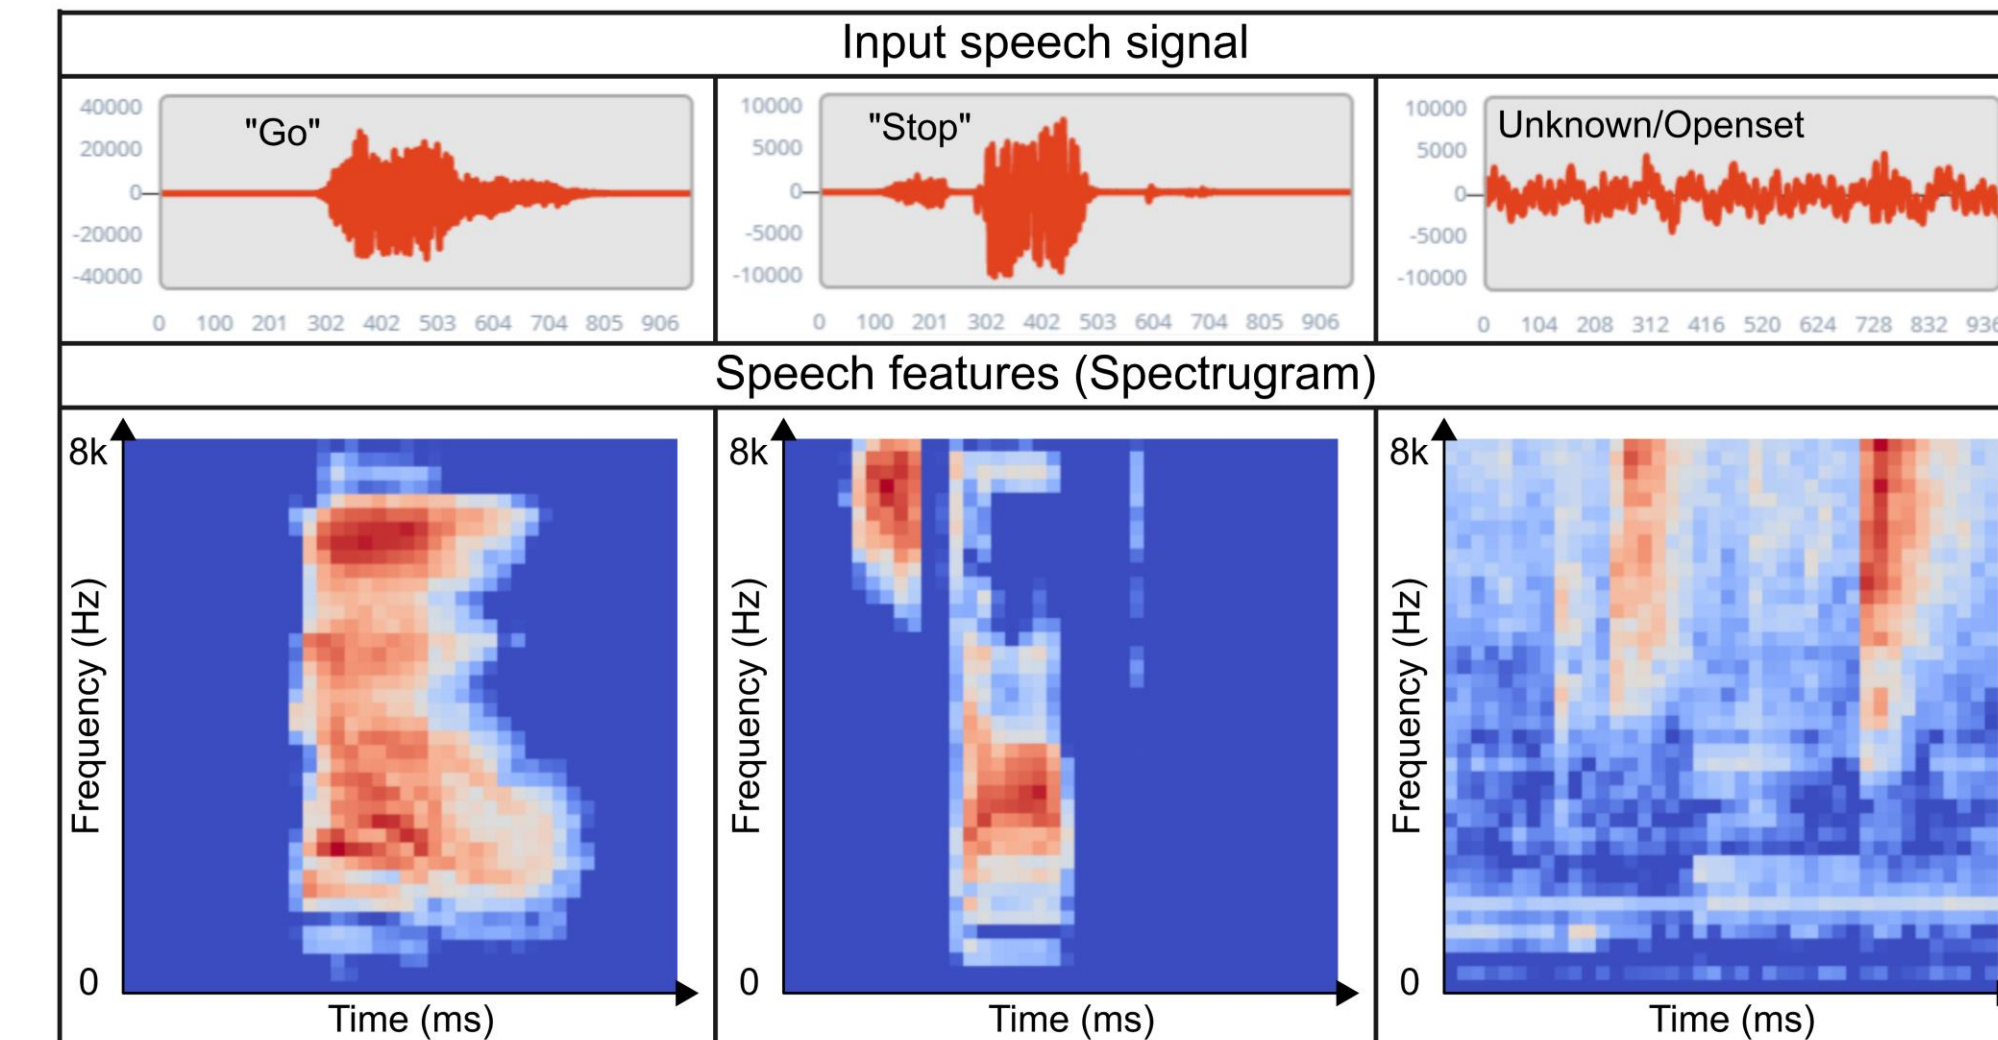 Input speech signal
40000
20000
0
-20000
-40000
"Go"
0 100 201 302 402 503 604 704 805 906
10000
5000
0
-5000
-10000
"Stop"
0 100 201 302 402 503 604 704 805 906
10000
5000
0
-5000
-10000
Unknown/Openset
0 104 208 312 416 520 624 728 832 936
Speech features (Spectrugram)
8k
Frequency (Hz)
0
Time (ms)
8k
Frequency (Hz)
0
Time (ms)
8k
Frequency (Hz)
0
Time (ms)